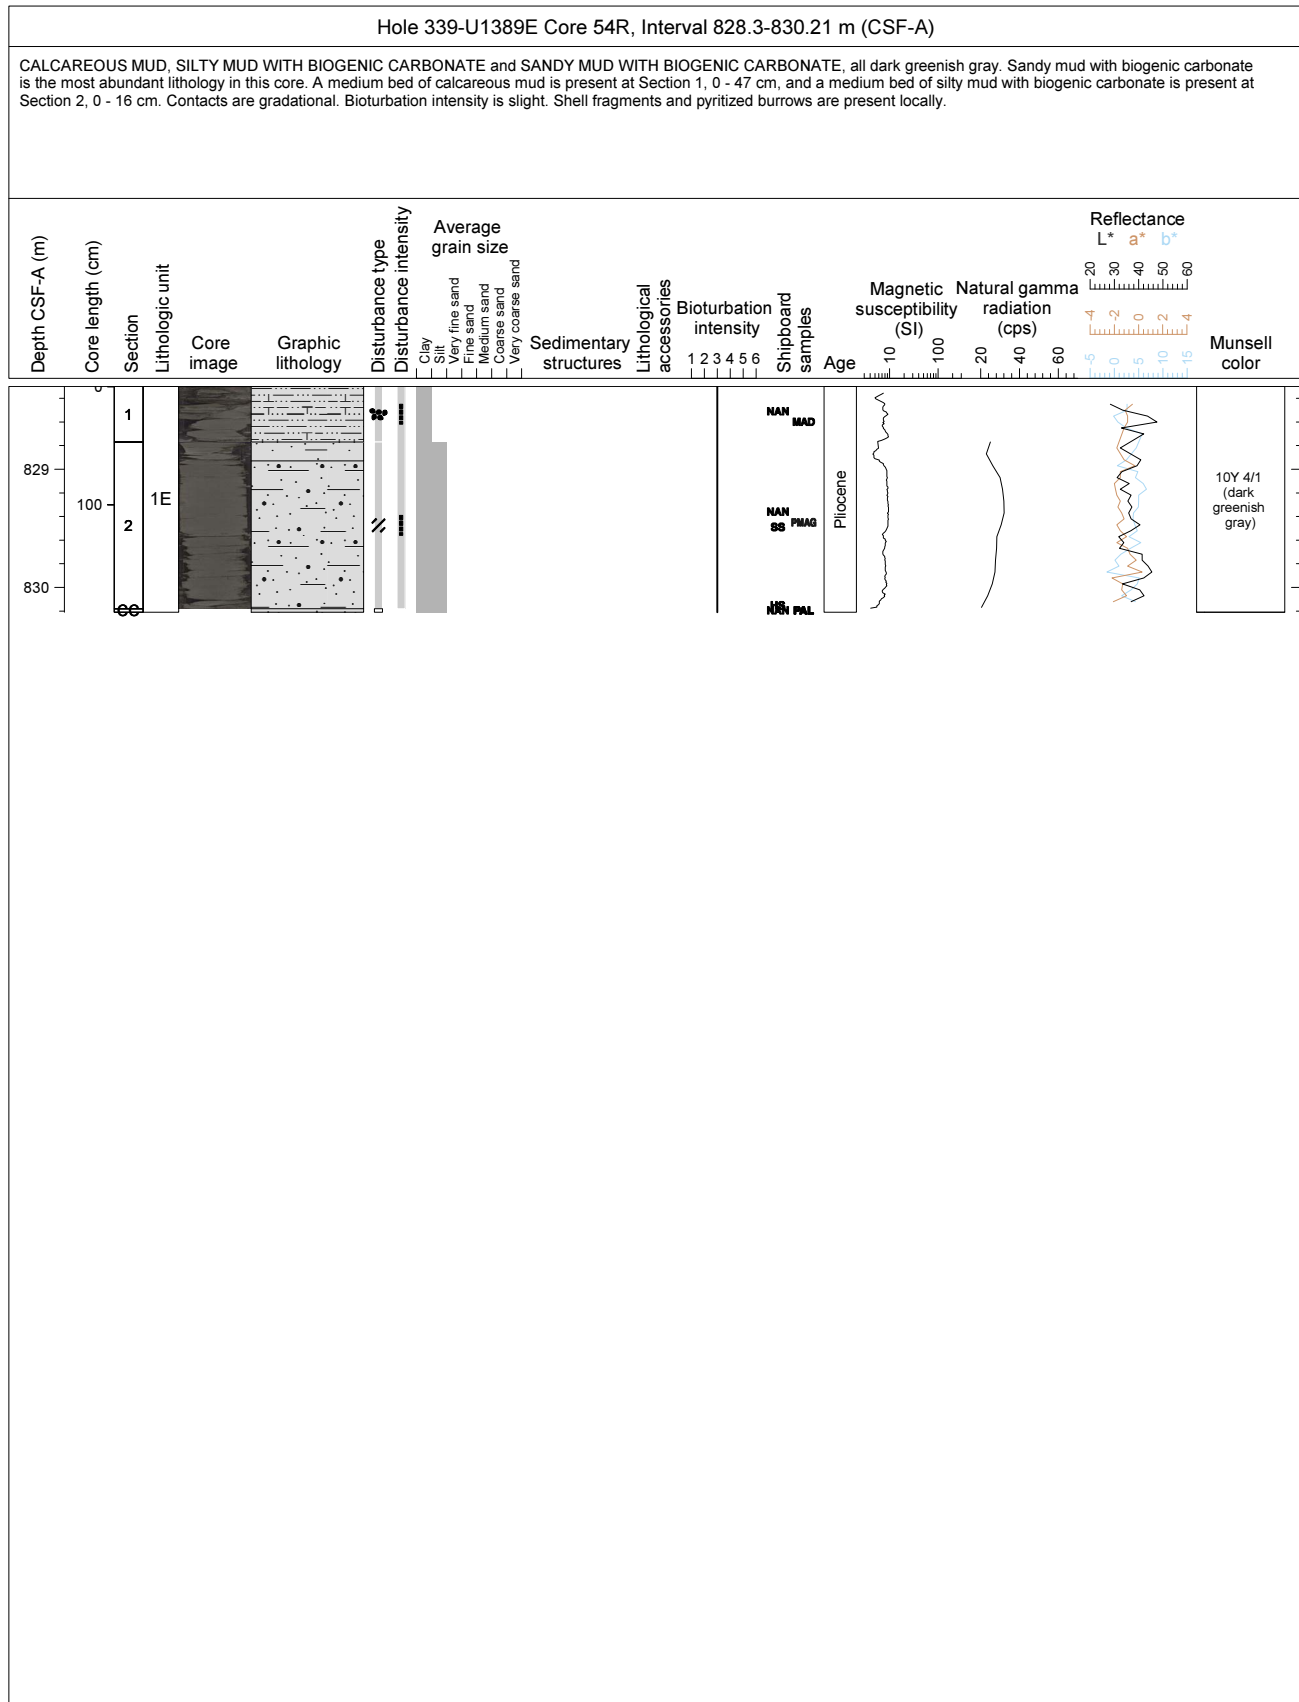 Hole 339-U1389E Core 54R, Interval 828.3-830.21 m (CSF-A)
CALCAREOUS MUD, SILTY MUD WITH BIOGENIC CARBONATE and SANDY MUD WITH BIOGENIC CARBONATE, all dark greenish gray. Sandy mud with biogenic carbonate
is the most abundant lithology in this core. A medium bed of calcareous mud is present at Section 1, 0 - 47 cm, and a medium bed of silty mud with biogenic carbonate is present at
Section 2, 0 - 16 cm. Contacts are gradational. Bioturbation intensity is slight. Shell fragments and pyritized burrows are present locally.
Depth CSF-A (m)
Core length (cm)
Section
Lithologic unit
Core
image
Graphic
lithology
Disturbance type
Disturbance intensity
Average
grain size
Clay
Silt
Very fine sand
Fine sand
Medium sand
Coarse sand
Very coarse sand
Sedimentary
structures
Lithological
accessories
Bioturbation
intensity
1 2 3 4 5 6
Shipboard
samples
Age
Magnetic
susceptibility
(SI)
10 100
Natural gamma
radiation
(cps)
20 40 60
Reflectance
L* a* b*
20 30 40 50 60
-4 -2 0 2 4
-5 0 5 10 15
Munsell
color
0
829
100
830
1
2
CC
1E
NAN
MAD
NAN
SS PMAG
NAN PAL
Pliocene
10Y 4/1
(dark
greenish
gray)